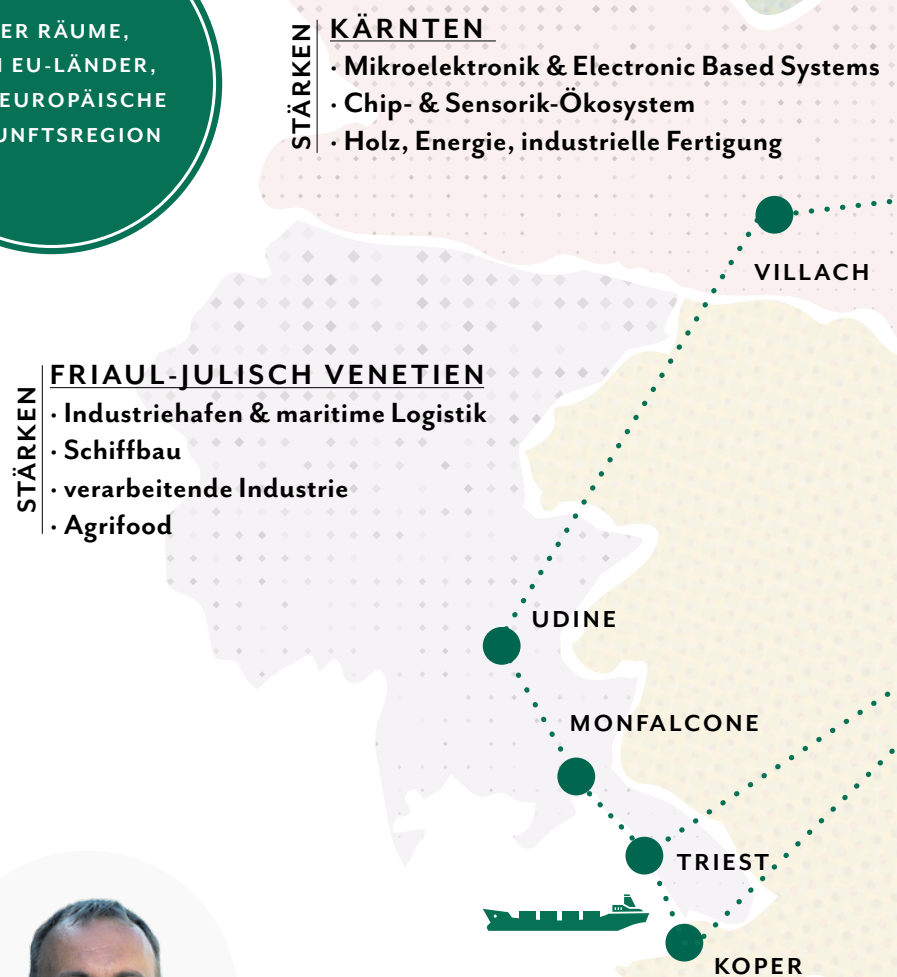 ER RÄUME,
EU-LÄNDER,
EUROPÄISCHE
UNFTSREGION
STÄRKEN
KÄRNTEN
· Mikroelektronik & Electronic Based Systems
· Chip- & Sensorik-Ökosystem
· Holz, Energie, industrielle Fertigung
VILLACH
STÄRKEN
FRIAUL-JULISCH VENETIEN
· Industriehafen & maritime Logistik
· Schiffbau
· verarbeitende Industrie
· Agrifood
UDINE
MONFALCONE
TRIEST
KOPER